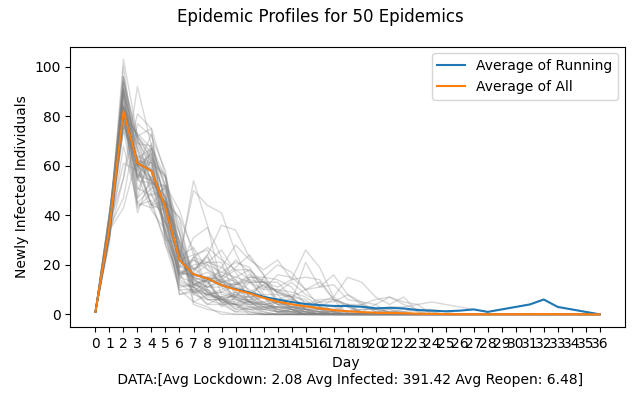 Epidemic Profiles for 50 Epidemics
Newly Infected Individuals
100
80
60
40
20
0
Average of Running
Average of All
0 1 2 3 4 5 6 7 8 9 10 11 12 13 14 15 16 17 18 19 20 21 22 23 24 25 26 27 28 29 30 31 32 33 34 35 36
Day
DATA:[Avg Lockdown: 2.08 Avg Infected: 391.42 Avg Reopen: 6.48]